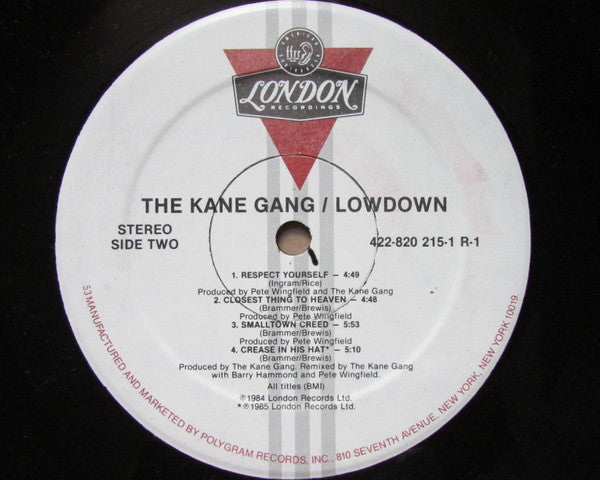 ffrr
LONDON
RECORDINGS
THE KANE GANG / LOWDOWN
STEREO
SIDE TWO
422-820 215-1 R-1
1. RESPECT YOURSELF – 4:49
(Ingram/Rice)
Produced by Pete Wingfield and The Kane Gang
2. CLOSEST THING TO HEAVEN – 4:48
(Brammer/Brewis)
Produced by Pete Wingfield
3. SMALLTOWN CREED – 5:53
(Brammer/Brewis)
Produced by Pete Wingfield
4. CREASE IN HIS HAT* – 5:10
(Brammer/Brewis)
Produced by The Kane Gang. Remixed by The Kane Gang
with Barry Hammond and Pete Wingfield.
All titles (BMI)
℗1984 London Records Ltd.
*℗1985 London Records Ltd.
53 MANUFACTURED AND MARKETED BY POLYGRAM RECORDS, INC., 810 SEVENTH AVENUE, NEW YORK, NEW YORK 10019.